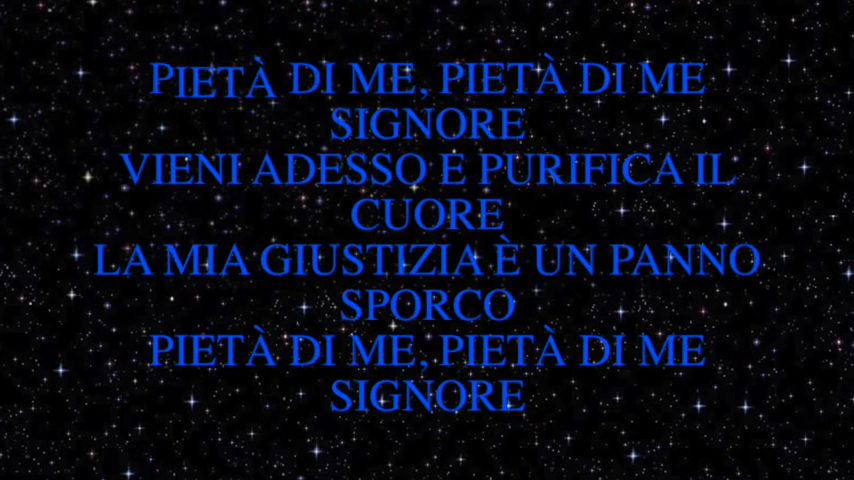 PIETÀ DI ME, PIETÀ DI ME
SIGNORE
VIENI ADESSO E PURIFICA IL
CUORE
LA MIA GIUSTIZIA È UN PANNO
SPORCO
PIETÀ DI ME, PIETÀ DI ME
SIGNORE